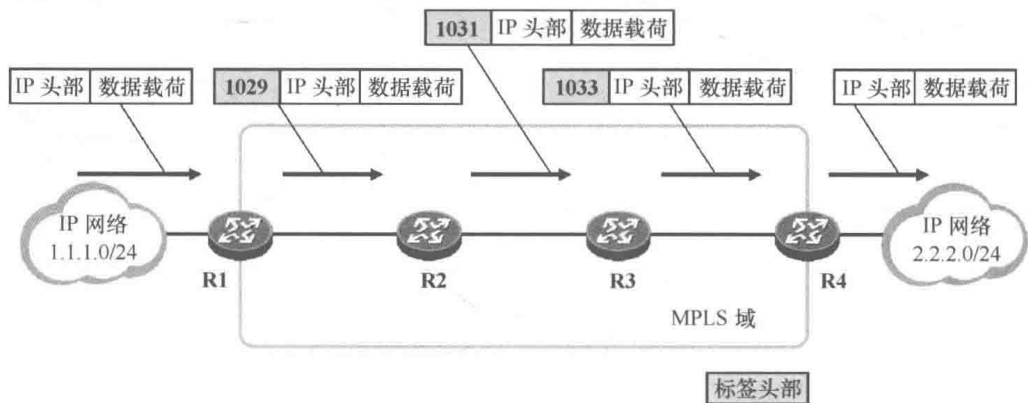 1031 IP 头部 数据载荷
IP 头部 数据载荷
1029 IP 头部 数据载荷
1033 IP 头部 数据载荷
IP 头部 数据载荷
IP 网络
1.1.1.0/24
IP 网络
2.2.2.0/24
R1
R2
R3
R4
MPLS 域
标签头部